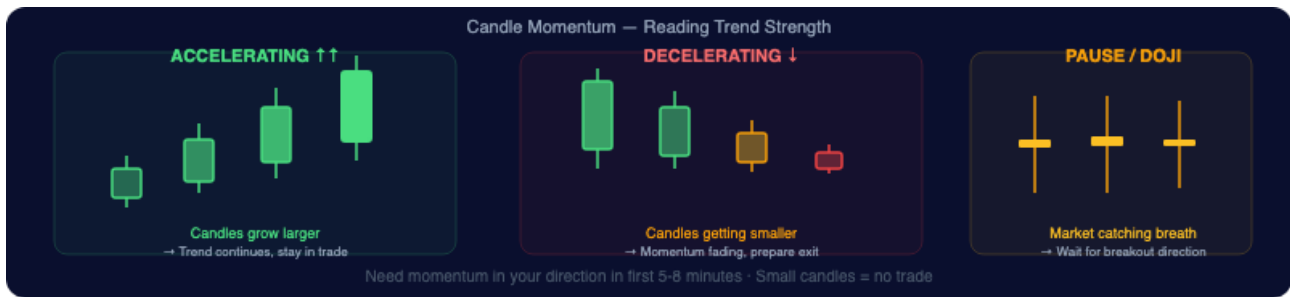 Candle Momentum — Reading Trend Strength
ACCELERATING ↑↑
Candles grow larger
→ Trend continues, stay in trade
DECELERATING ↓
Candles getting smaller
→ Momentum fading, prepare exit
PAUSE / DOJI
Market catching breath
→ Wait for breakout direction
Need momentum in your direction in first 5-8 minutes · Small candles = no trade